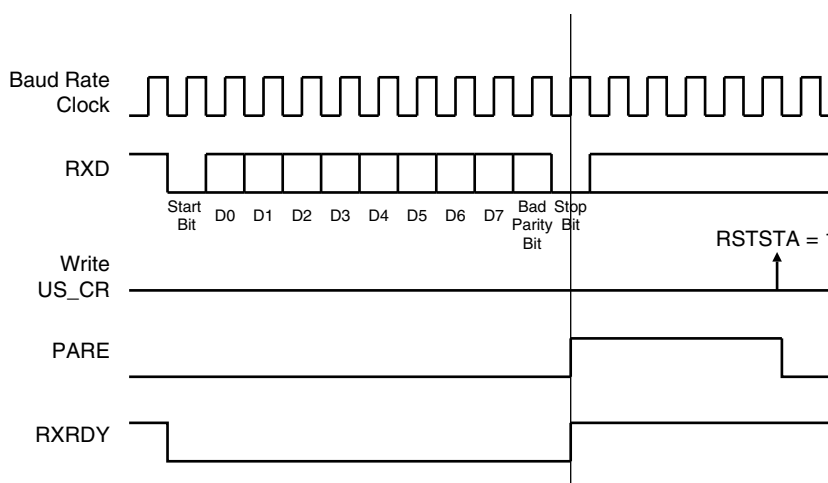 Baud Rate
Clock
RXD
Start
Bit
D0
D1
D2
D3
D4
D5
D6
D7
Bad
Parity
Bit
Stop
Bit
RSTSTA = 1
Write
US_CR
PARE
RXRDY